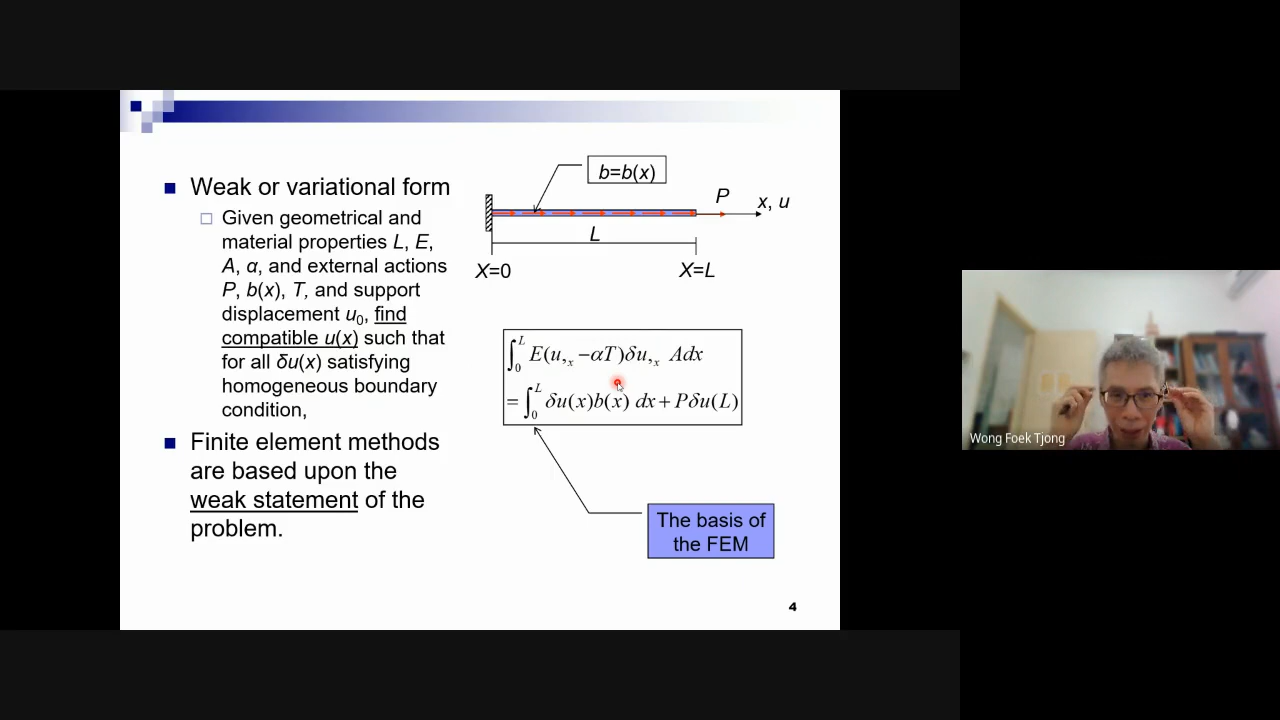 Weak or variational form
Given geometrical and
material properties L, E,
A, α, and external actions
P, b(x), T, and support
displacement u₀, find
compatible u(x) such that
for all δu(x) satisfying
homogeneous boundary
condition,
Finite element methods
are based upon the
weak statement of the
problem.
b=b(x)
P
x, u
L
X=0
X=L
∫₀ᴸ E(u,ₓ −αT)δu,ₓ Adx
= ∫₀ᴸ δu(x)b(x) dx + Pδu(L)
The basis of
the FEM
4
Wong Foek Tjong